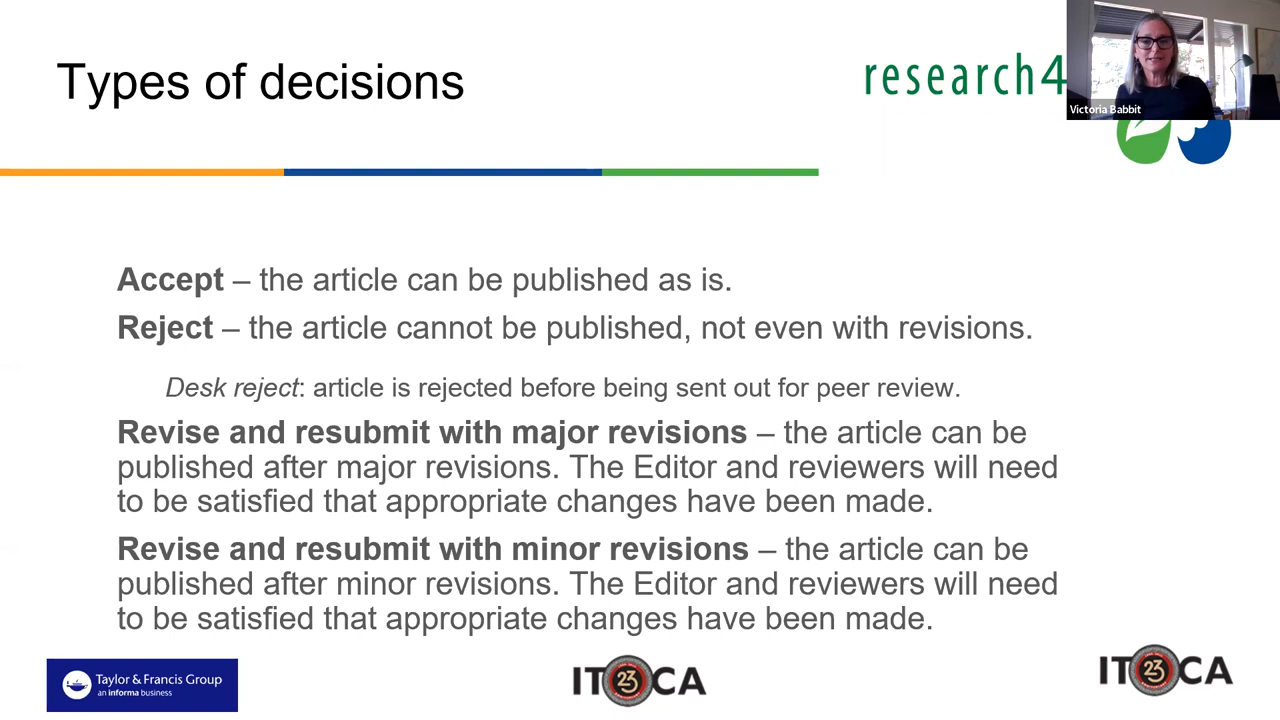 Types of decisions
research4
Victoria Babbit
Accept – the article can be published as is.
Reject – the article cannot be published, not even with revisions.
Desk reject: article is rejected before being sent out for peer review.
Revise and resubmit with major revisions – the article can be
published after major revisions. The Editor and reviewers will need
to be satisfied that appropriate changes have been made.
Revise and resubmit with minor revisions – the article can be
published after minor revisions. The Editor and reviewers will need
to be satisfied that appropriate changes have been made.
Taylor & Francis Group
an informa business
ITOCA
23
ITOCA
23